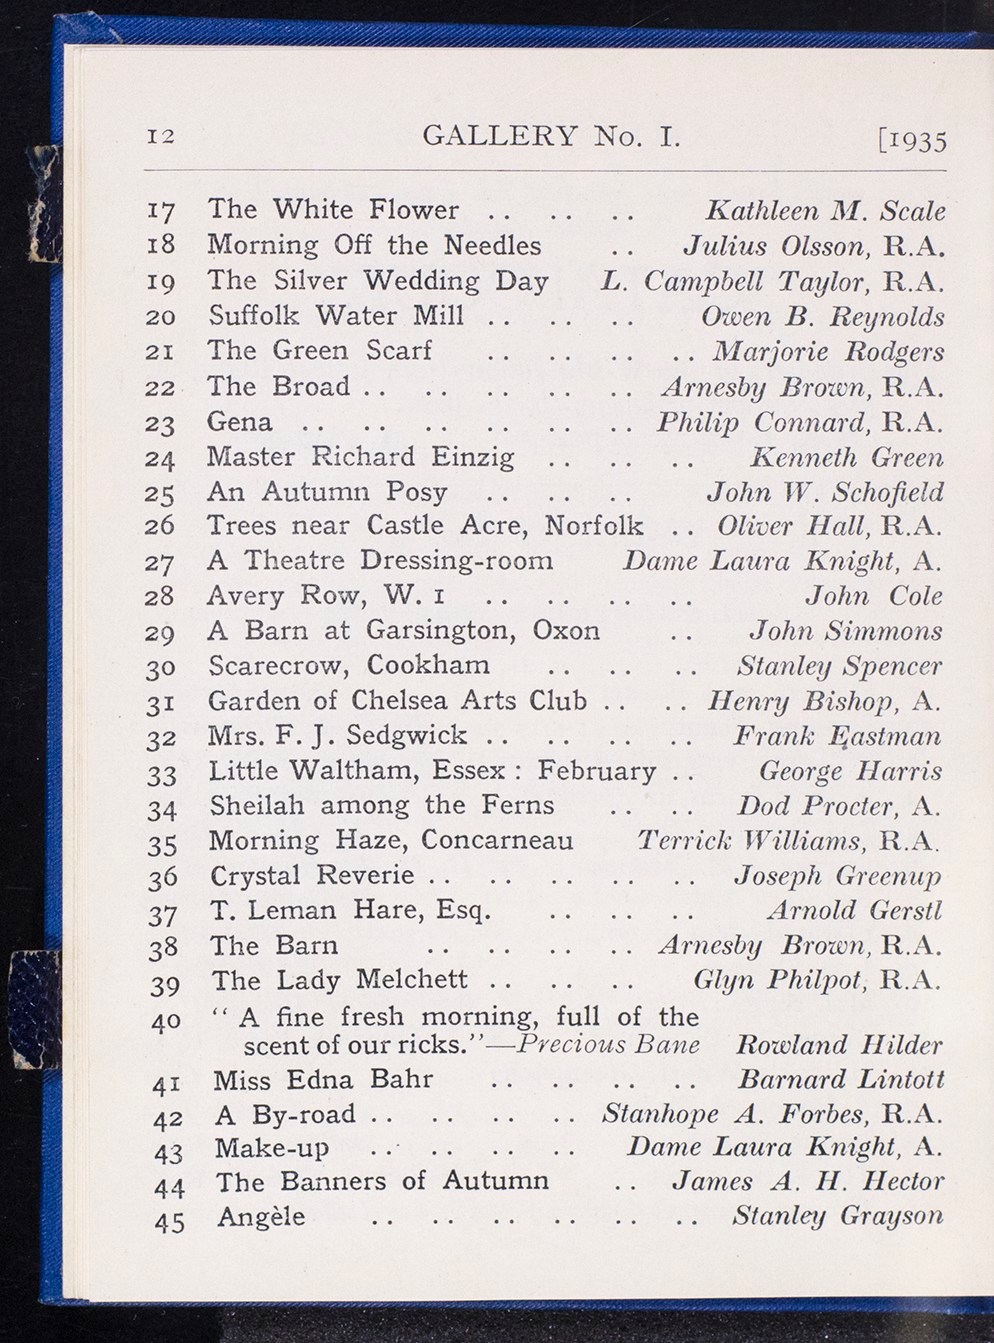 12 GALLERY No. I. [1935
17 The White Flower .. .. .. Kathleen M. Scale
18 Morning Off the Needles .. Julius Olsson, R.A.
19 The Silver Wedding Day L. Campbell Taylor, R.A.
20 Suffolk Water Mill .. .. .. Owen B. Reynolds
21 The Green Scarf .. .. .. .. Marjorie Rodgers
22 The Broad .. .. .. .. .. Arnesby Brown, R.A.
23 Gena .. .. .. .. .. .. Philip Connard, R.A.
24 Master Richard Einzig .. .. .. Kenneth Green
25 An Autumn Posy .. .. .. John W. Schofield
26 Trees near Castle Acre, Norfolk .. Oliver Hall, R.A.
27 A Theatre Dressing-room Dame Laura Knight, A.
28 Avery Row, W. 1 .. .. .. .. John Cole
29 A Barn at Garsington, Oxon .. John Simmons
30 Scarecrow, Cookham .. .. .. Stanley Spencer
31 Garden of Chelsea Arts Club .. .. Henry Bishop, A.
32 Mrs. F. J. Sedgwick .. .. .. .. Frank Eastman
33 Little Waltham, Essex : February .. George Harris
34 Sheilah among the Ferns .. .. Dod Procter, A.
35 Morning Haze, Concarneau Terrick Williams, R.A.
36 Crystal Reverie .. .. .. .. .. Joseph Greenup
37 T. Leman Hare, Esq. .. .. .. Arnold Gerstl
38 The Barn .. .. .. .. Arnesby Brown, R.A.
39 The Lady Melchett .. .. .. Glyn Philpot, R.A.
40 “ A fine fresh morning, full of the
scent of our ricks.”—Precious Bane Rowland Hilder
41 Miss Edna Bahr .. .. .. .. Barnard Lintott
42 A By-road .. .. .. .. Stanhope A. Forbes, R.A.
43 Make-up .. .. .. .. Dame Laura Knight, A.
44 The Banners of Autumn .. James A. H. Hector
45 Angèle .. .. .. .. .. .. Stanley Grayson